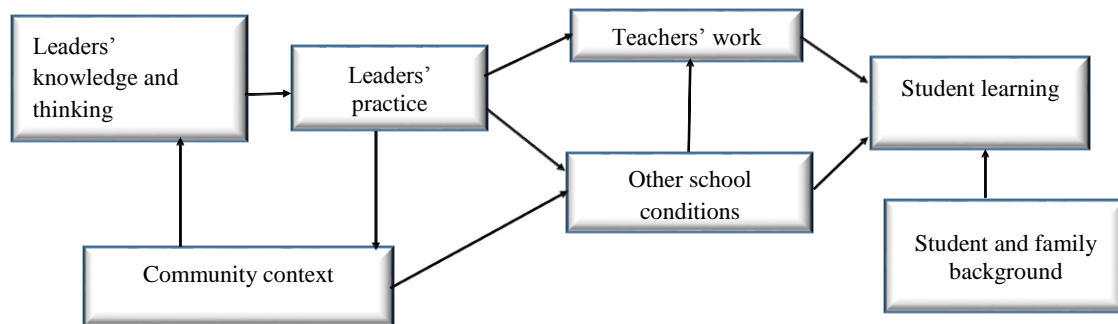 Leaders’
knowledge and
thinking
Leaders’
practice
Teachers’ work
Student learning
Other school
conditions
Community context
Student and family
background